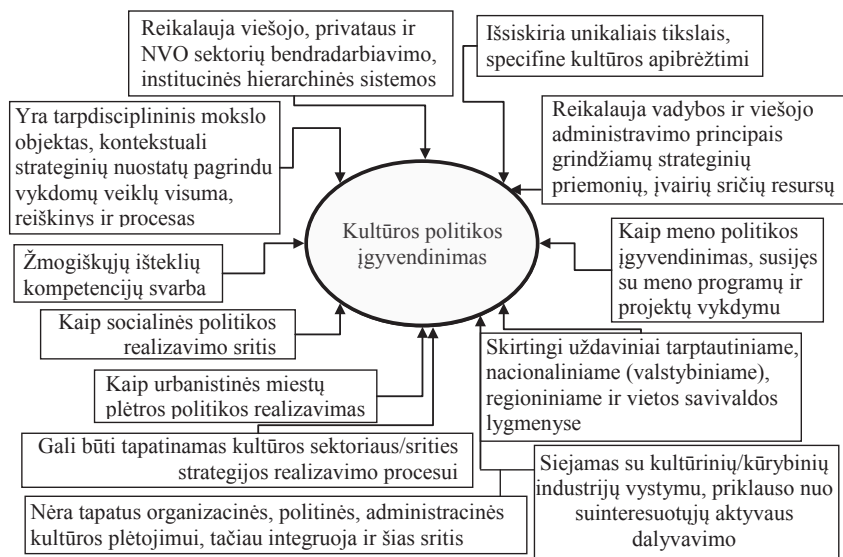 Reikalauja viešojo, privataus ir
NVO sektorių bendradarbiavimo,
institucinės hierarchinės sistemos
Išsiskiria unikaliais tikslais,
specifine kultūros apibrėžtimi
Yra tarpdisciplininis mokslo
objektas, kontekstuali
strateginių nuostatų pagrindu
vykdomų veiklų visuma,
reiškinys ir procesas
Reikalauja vadybos ir viešojo
administravimo principais
grindžiamų strateginių
priemonių, įvairių sričių resursų
Kultūros politikos
įgyvendinimas
Žmogiškųjų išteklių
kompetencijų svarba
Kaip meno politikos
įgyvendinimas, susijęs
su meno programų ir
projektų vykdymu
Kaip socialinės politikos
realizavimo sritis
Skirtingi uždaviniai tarptautiniame,
nacionaliniame (valstybiniame),
regioniniame ir vietos savivaldos
lygmenyse
Kaip urbanistinės miestų
plėtros politikos realizavimas
Gali būti tapatinamas kultūros sektoriaus/srities
strategijos realizavimo procesui
Siejamas su kultūrinių/kūrybinių
industrijų vystymu, priklauso nuo
suinteresuotųjų aktyvaus
dalyvavimo
Nėra tapatus organizacinės, politinės, administracinės
kultūros plėtojimui, tačiau integruoja ir šias sritis